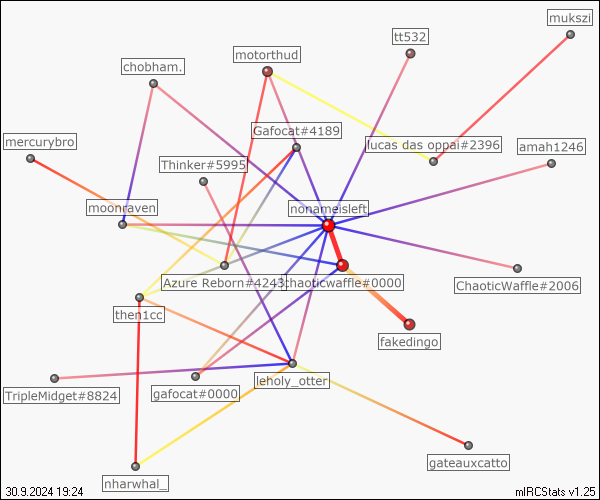 mukszi
tt532
motorthud
chobham.
Gafocat#4189
mercurybro
lucas das oppai#2396
amah1246
Thinker#5995
moonraven
nonameisleft
Azure Reborn#4243
chaoticwaffle#0000
ChaoticWaffle#2006
then1cc
fakedingo
leholy_otter
TripleMidget#8824
gafocat#0000
gateauxcatto
nharwhal_
30.9.2024 19:24
mIRCStats v1.25